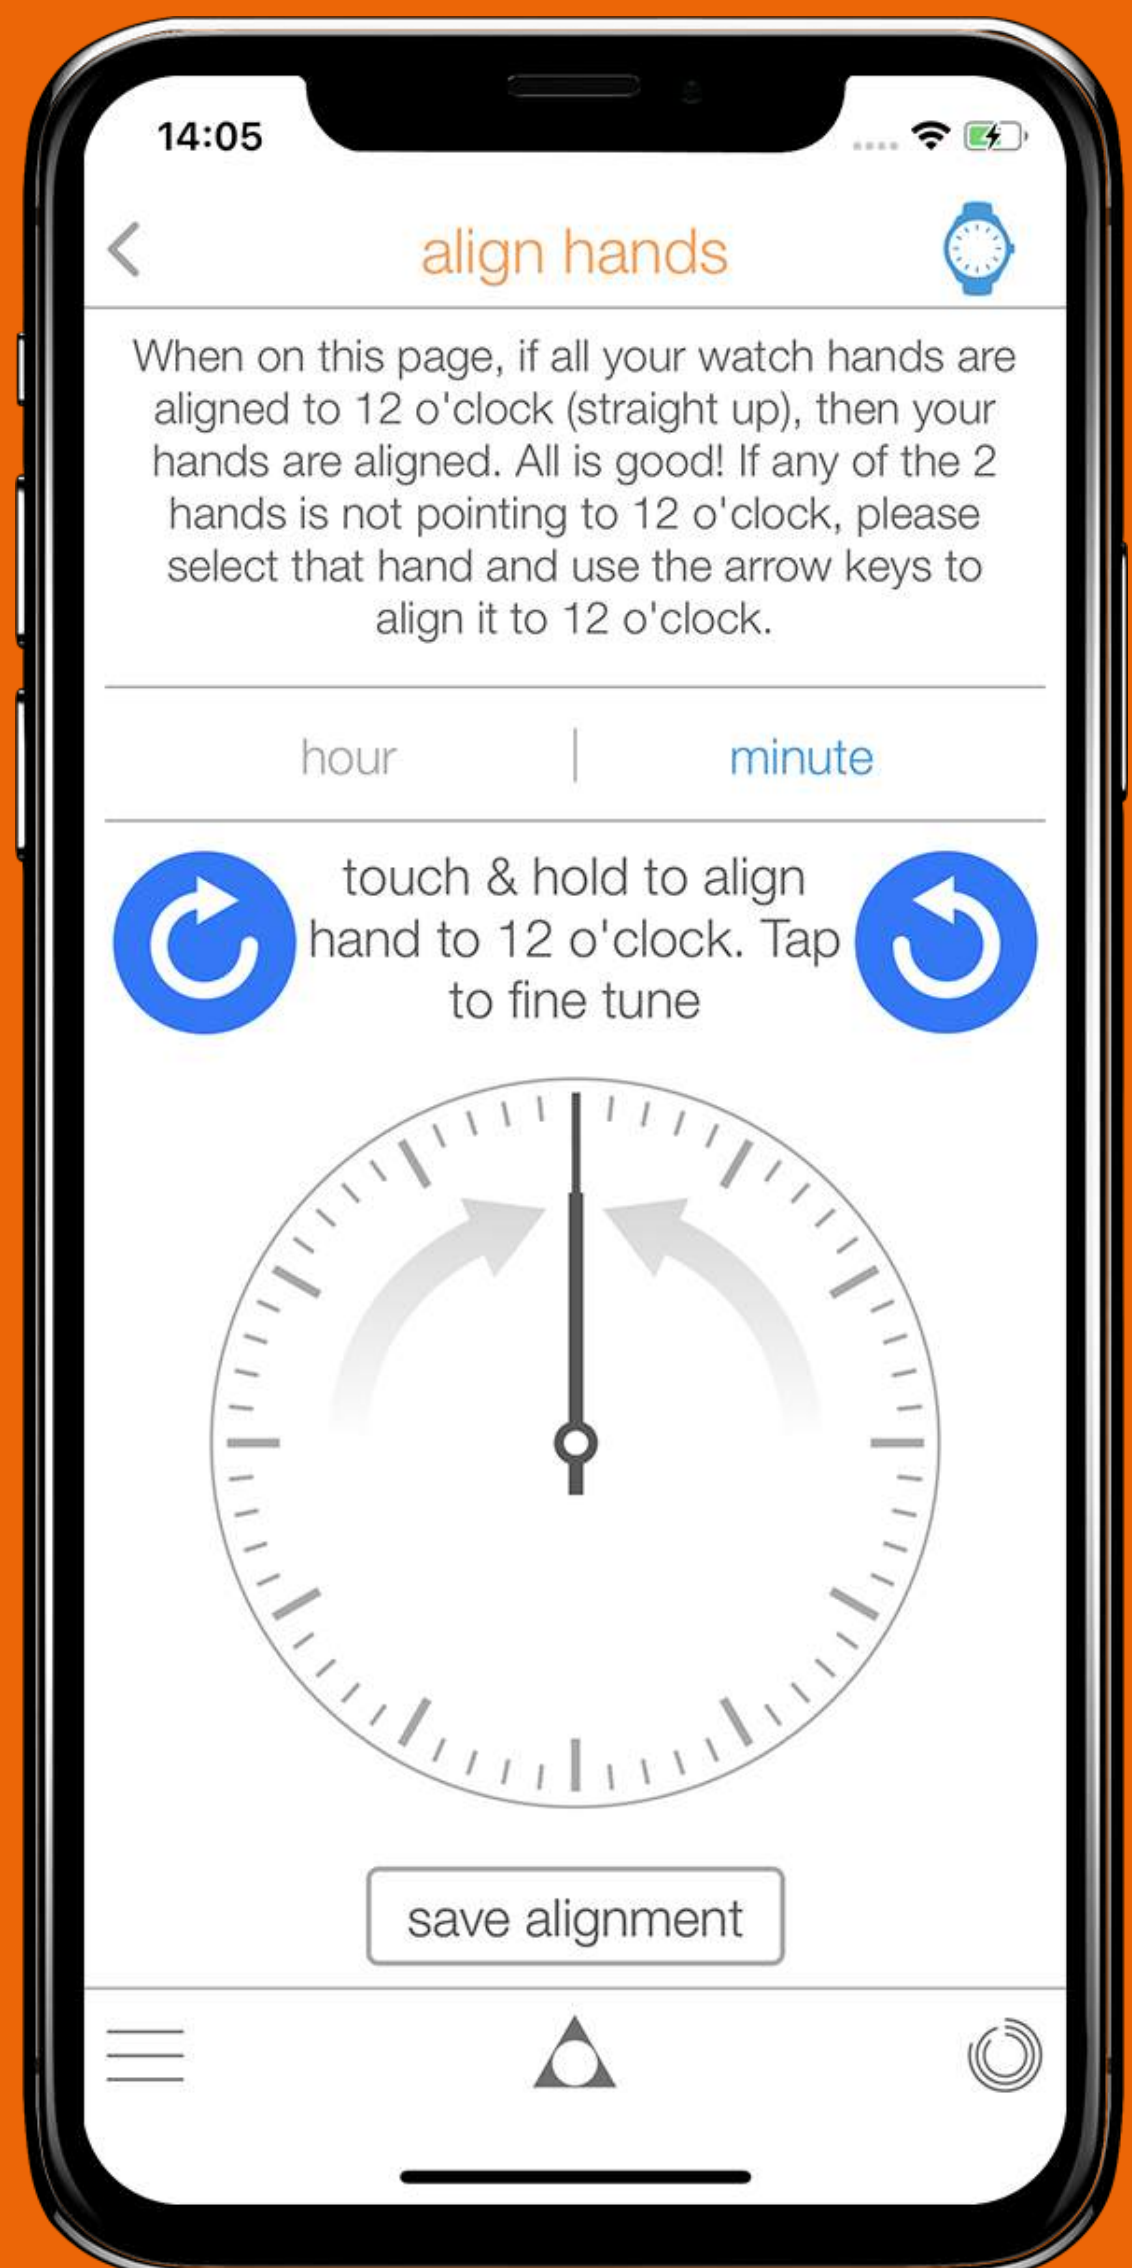 14:05
align hands
When on this page, if all your watch hands are
aligned to 12 o'clock (straight up), then your
hands are aligned. All is good! If any of the 2
hands is not pointing to 12 o'clock, please
select that hand and use the arrow keys to
align it to 12 o'clock.
hour | minute
touch & hold to align
hand to 12 o'clock. Tap
to fine tune
save alignment